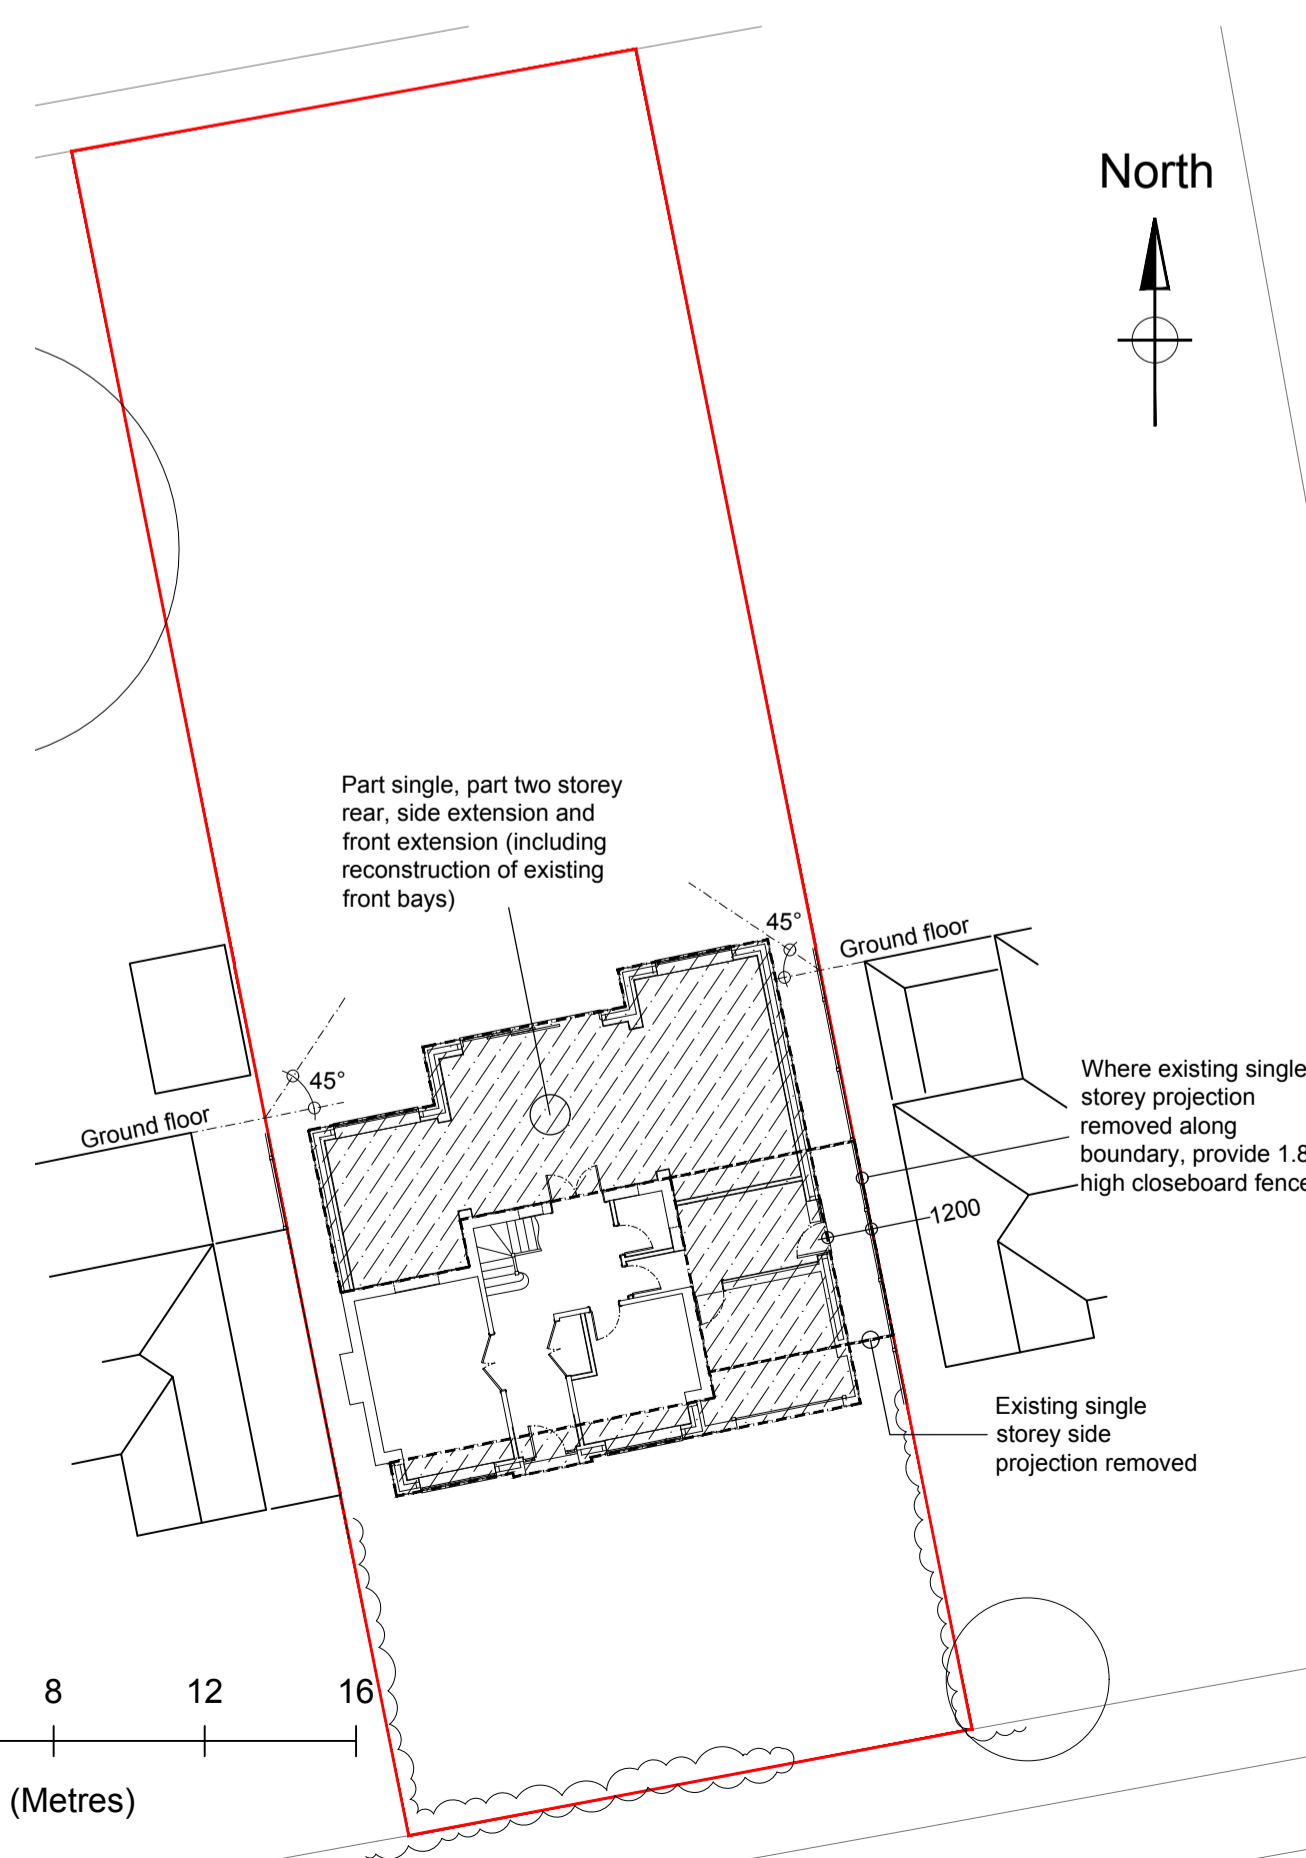 North
Part single, part two storey
rear, side extension and
front extension (including
reconstruction of existing
front bays)
45°
Ground floor
45°
Ground floor
Where existing single
storey projection
removed along
boundary, provide 1.8
high closeboard fence
1200
Existing single
storey side
projection removed
8 12 16
(Metres)